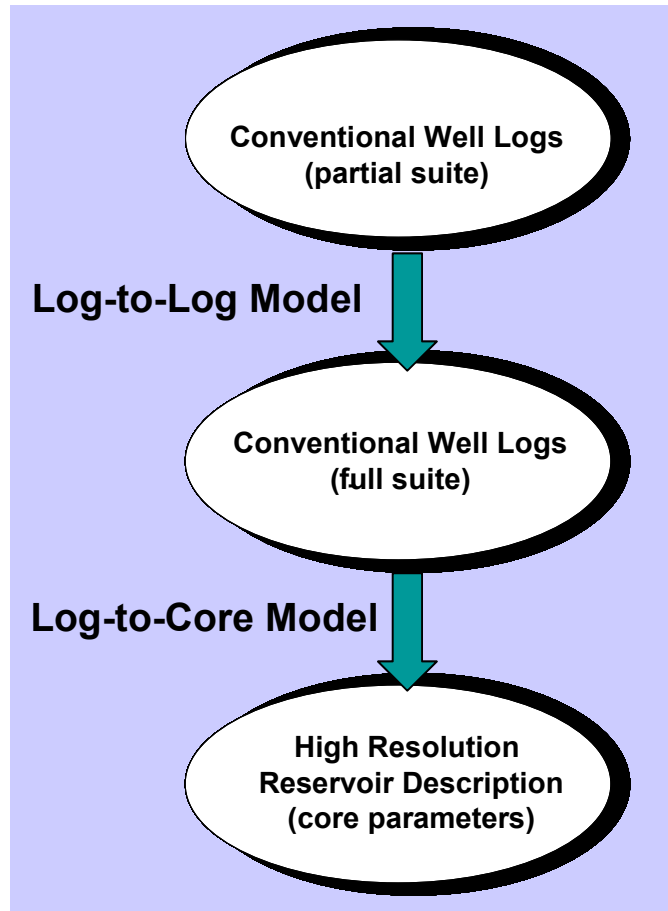 Conventional Well Logs
(partial suite)
Log-to-Log Model
Conventional Well Logs
(full suite)
Log-to-Core Model
High Resolution
Reservoir Description
(core parameters)